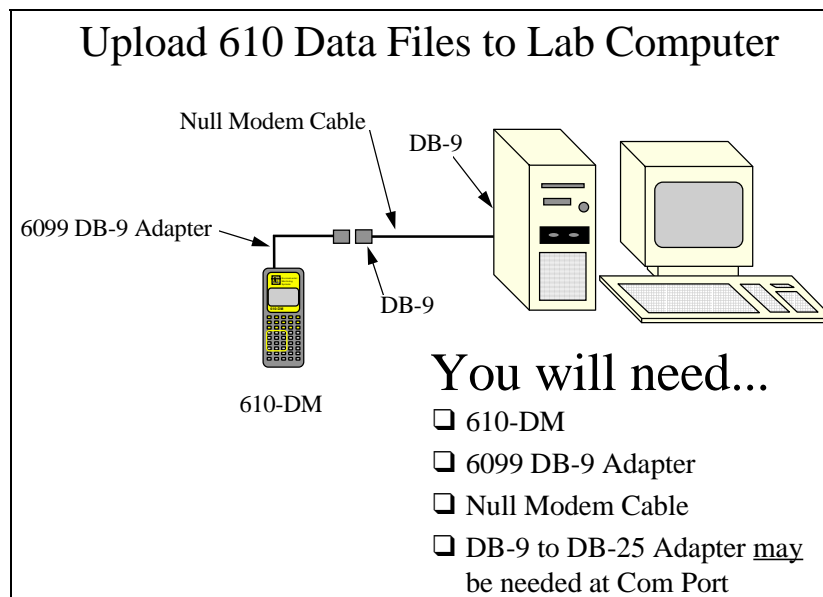 Upload 610 Data Files to Lab Computer
Null Modem Cable
DB-9
6099 DB-9 Adapter
DB-9
610-DM
You will need...
❑ 610-DM
❑ 6099 DB-9 Adapter
❑ Null Modem Cable
❑ DB-9 to DB-25 Adapter may
be needed at Com Port